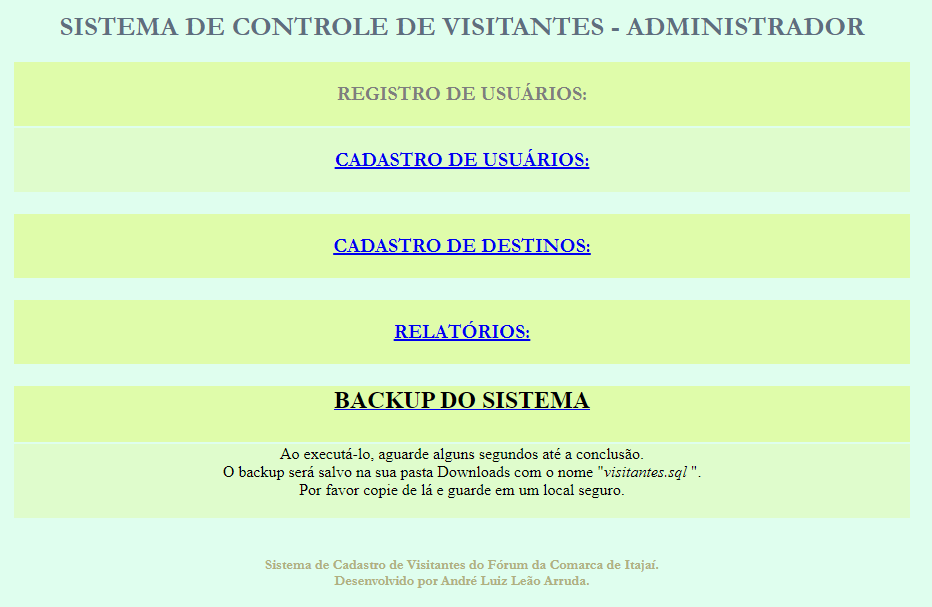 SISTEMA DE CONTROLE DE VISITANTES - ADMINISTRADOR
REGISTRO DE USUÁRIOS:
CADASTRO DE USUÁRIOS:
CADASTRO DE DESTINOS:
RELATÓRIOS:
BACKUP DO SISTEMA
Ao executá-lo, aguarde alguns segundos até a conclusão.
O backup será salvo na sua pasta Downloads com o nome "visitantes.sql ".
Por favor copie de lá e guarde em um local seguro.
Sistema de Cadastro de Visitantes do Fórum da Comarca de Itajaí.
Desenvolvido por André Luiz Leão Arruda.